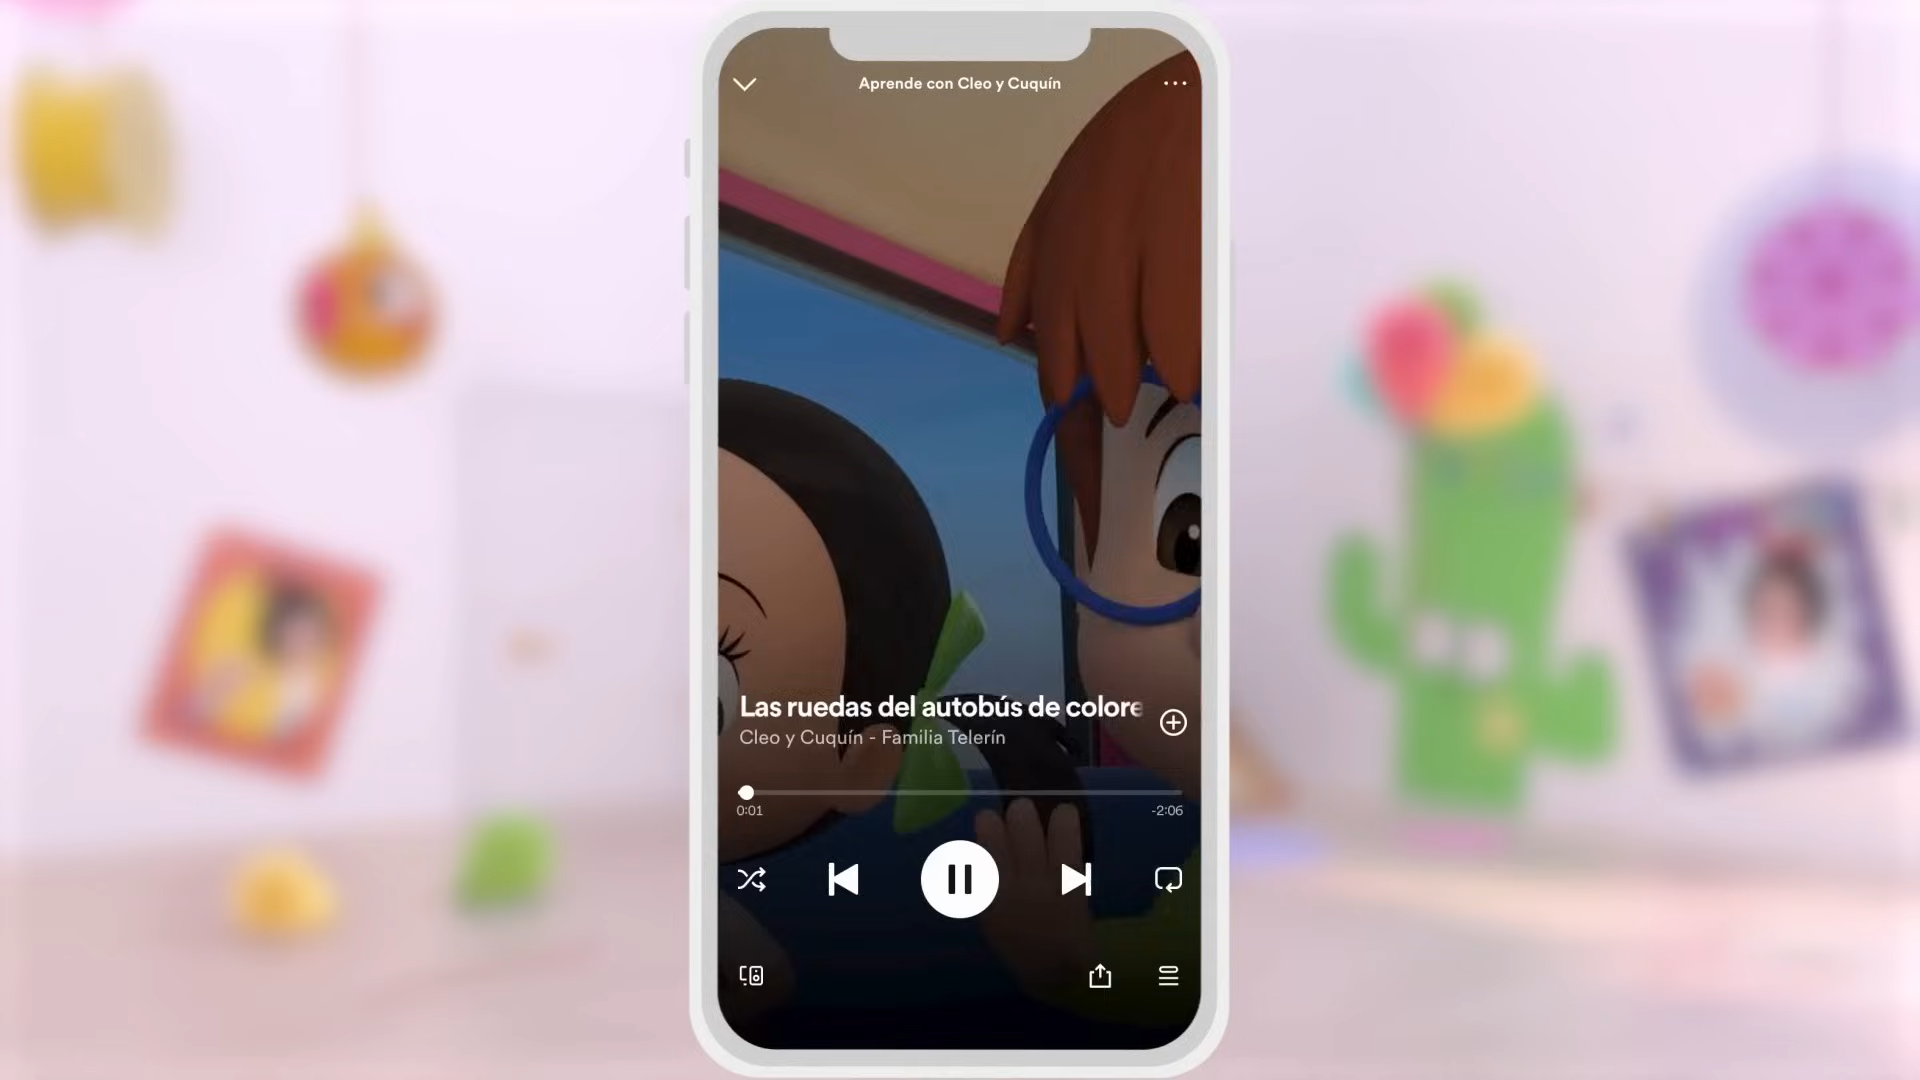 Aprende con Cleo y Cuquín
Las ruedas del autobús de colore
Cleo y Cuquín - Familia Telerín
0:01
-2:06